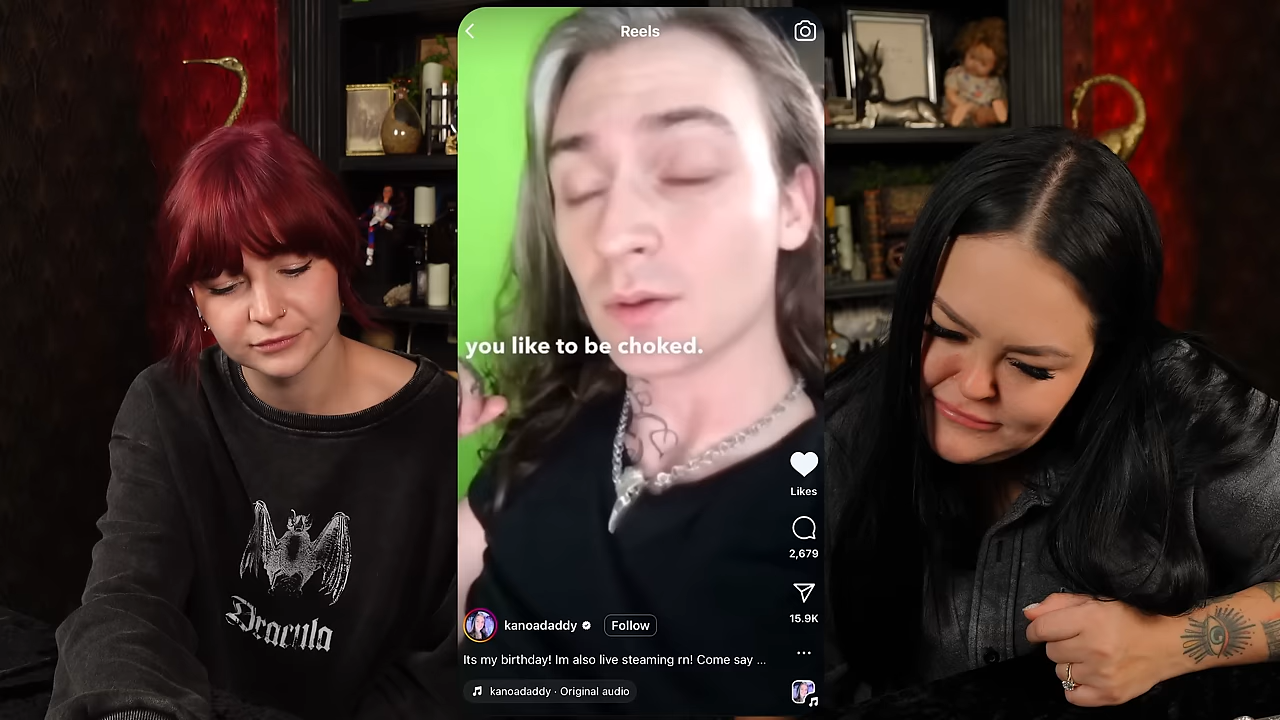 Reels
you like to be choked.
Likes
2,679
15.9K
kanoadaddy
Follow
Its my birthday! Im also live steaming rn! Come say ...
kanoadaddy · Original audio
Dracula